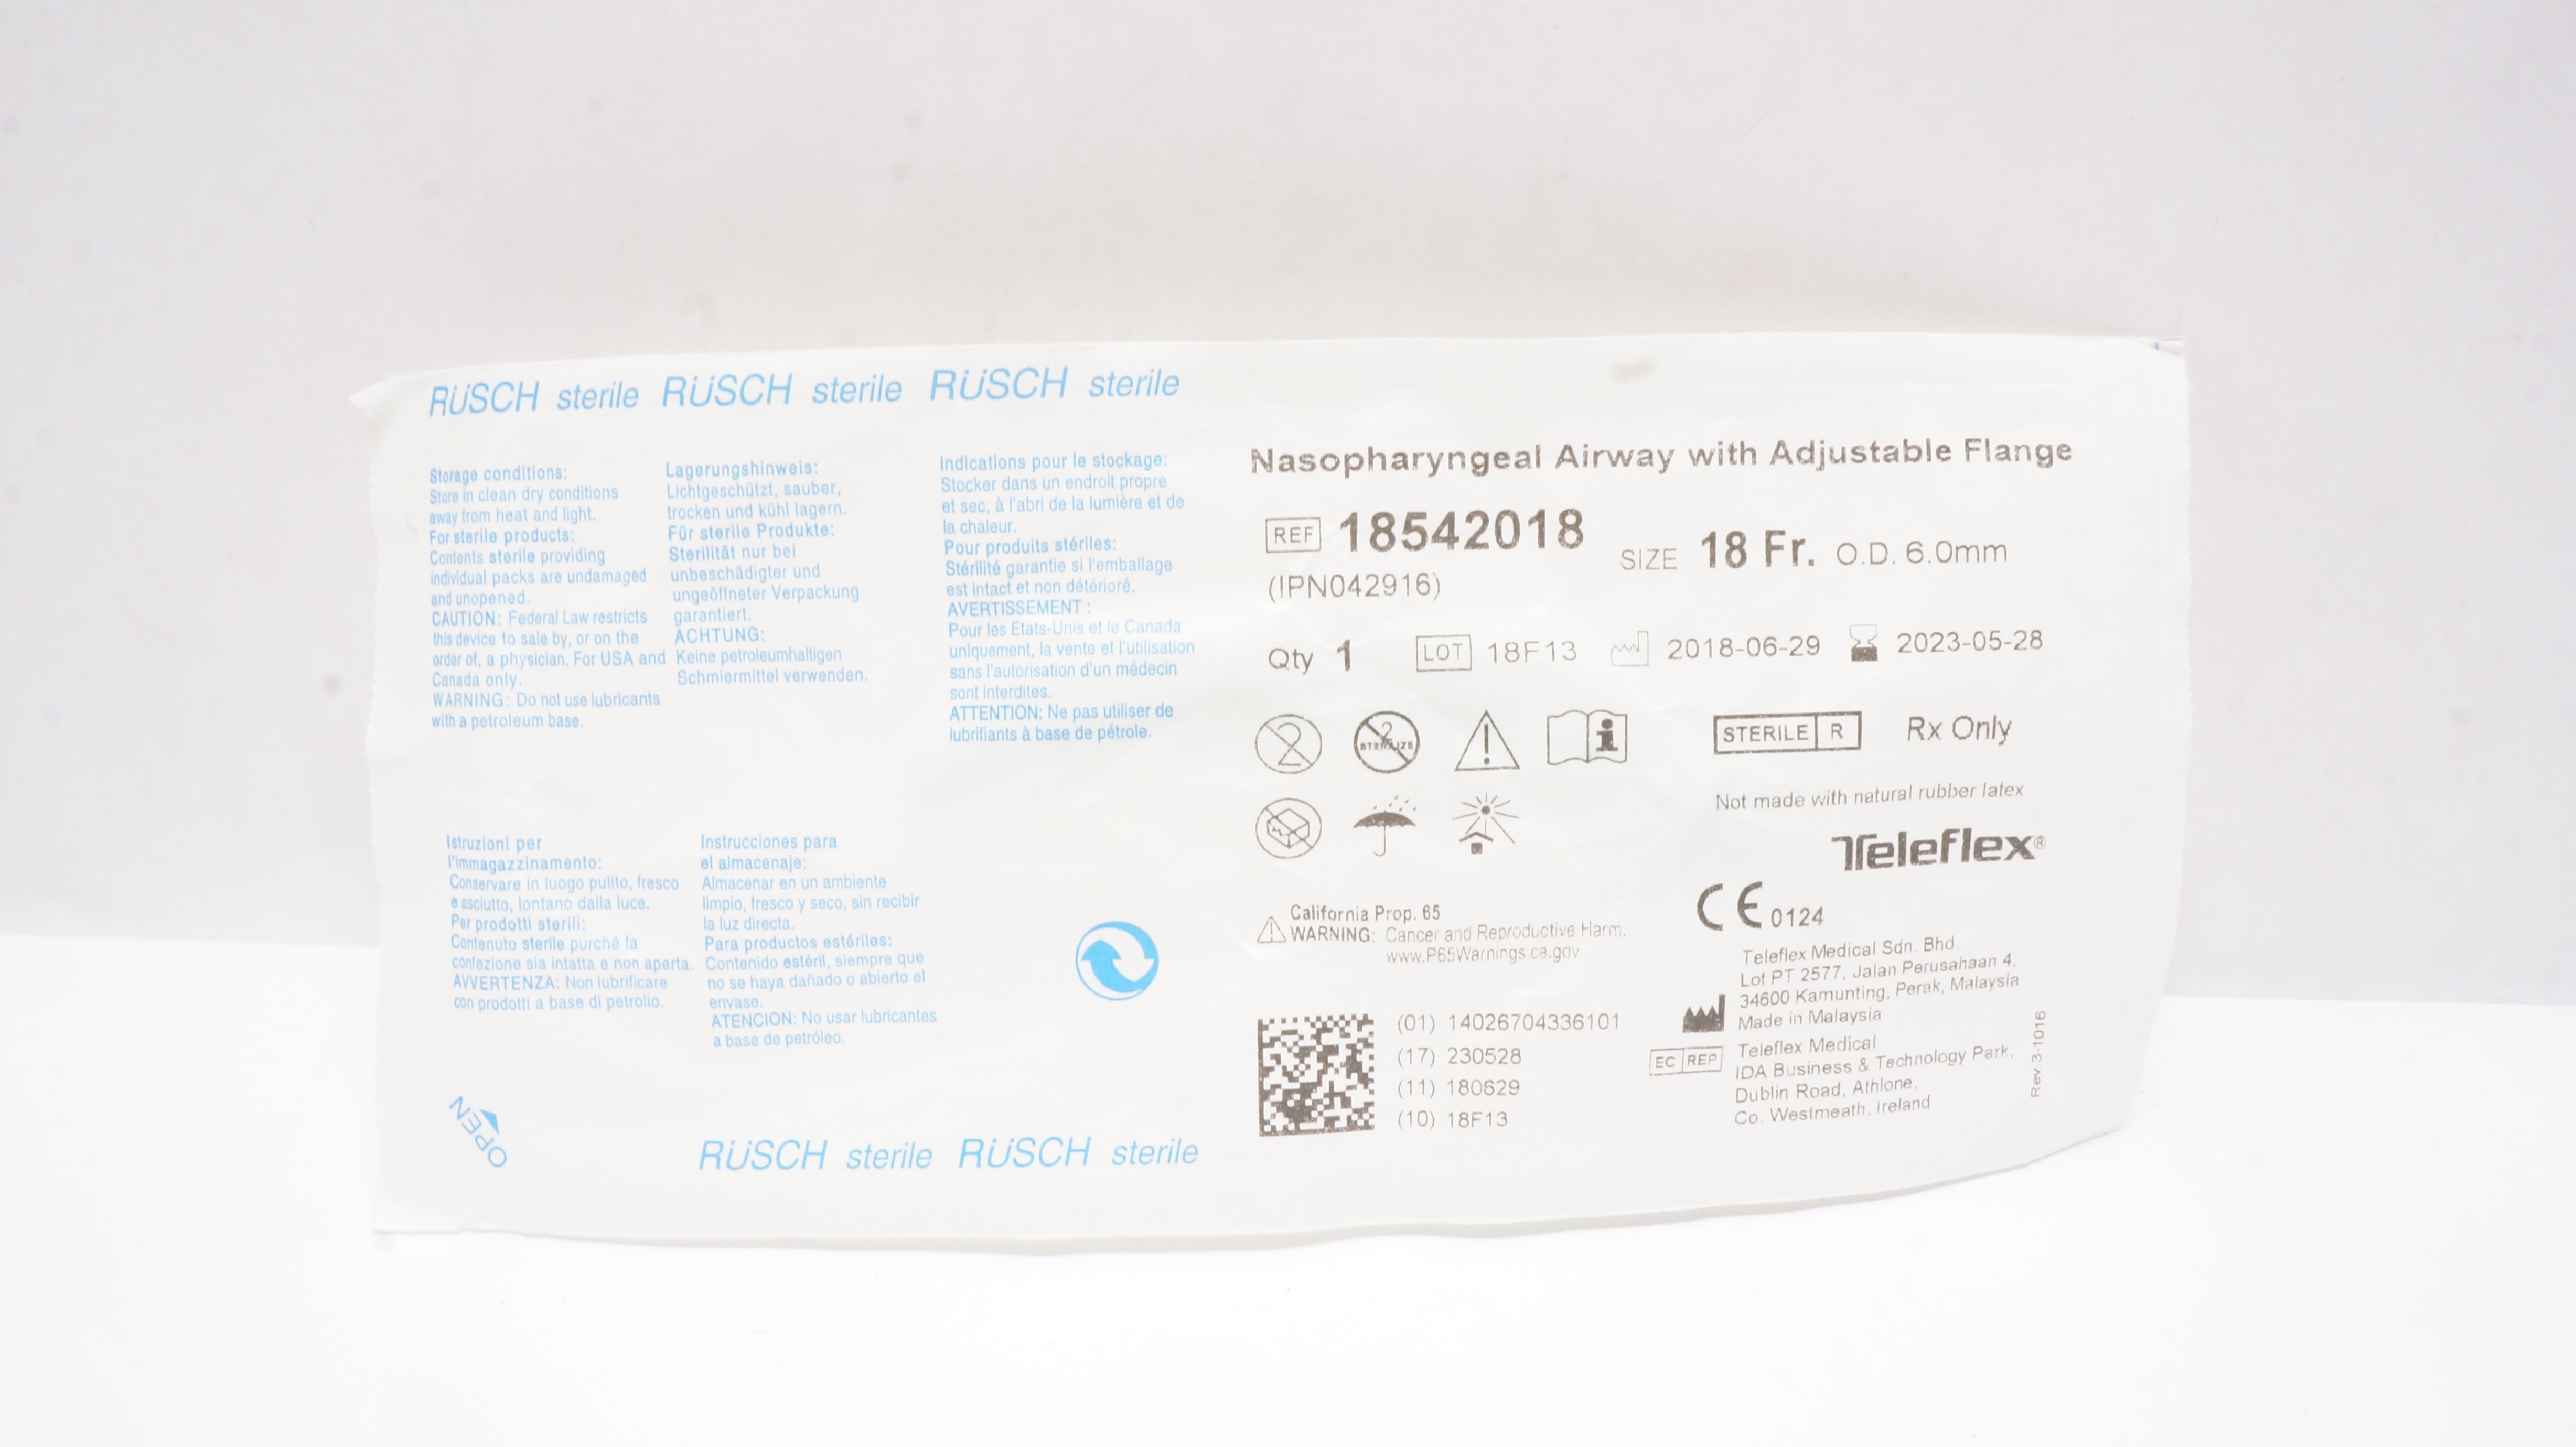 RÜSCH sterile RÜSCH sterile RÜSCH sterile
Storage conditions:
Store in clean dry conditions
away from heat and light.
For sterile products:
Contents sterile providing
individual packs are undamaged
and unopened.
CAUTION: Federal Law restricts
this device to sale by, or on the
order of, a physician. For USA and
Canada only.
WARNING: Do not use lubricants
with a petroleum base.
Lagerungshinweis:
Lichtgeschützt, sauber,
trocken und kühl lagern.
Für sterile Produkte:
Sterilität nur bei
unbeschädigter und
ungeöffneter Verpackung
garantiert.
ACHTUNG:
Keine petroleumhaltigen
Schmiermittel verwenden.
Indications pour le stockage:
Stocker dans un endroit propre
et sec, à l'abri de la lumière et de
la chaleur.
Pour produits stériles:
Stérilité garantie si l'emballage
est intact et non détérioré.
AVERTISSEMENT :
Pour les Etats-Unis et le Canada
uniquement, la vente et l'utilisation
sans l'autorisation d'un médecin
sont interdites.
ATTENTION: Ne pas utiliser de
lubrifiants à base de pétrole.
Istruzioni per
l'immagazzinamento:
Conservare in luogo pulito, fresco
e asciutto, lontano dalla luce.
Per prodotti sterili:
Contenuto sterile purché la
confezione sia intatta e non aperta.
AVVERTENZA: Non lubrificare
con prodotti a base di petrolio.
Instrucciones para
el almacenaje:
Almacenar en un ambiente
limpio, fresco y seco, sin recibir
la luz directa.
Para productos estériles:
Contenido estéril, siempre que
no se haya dañado o abierto el
envase.
ATENCION: No usar lubricantes
a base de petróleo.
OPEN
RÜSCH sterile RÜSCH sterile
Nasopharyngeal Airway with Adjustable Flange
REF 18542018 SIZE 18 Fr. O.D. 6.0mm
(IPN042916)
Qty 1 LOT 18F13 2018-06-29 2023-05-28
2 2 STERILIZE i STERILE R Rx Only
Not made with natural rubber latex
Teleflex®
CE 0124
California Prop. 65
WARNING: Cancer and Reproductive Harm.
www.P65Warnings.ca.gov
(01) 14026704336101
(17) 230528
(11) 180629
(10) 18F13
Teleflex Medical Sdn. Bhd.
Lot PT 2577, Jalan Perusahaan 4,
34600 Kamunting, Perak, Malaysia
Made in Malaysia
EC REP Teleflex Medical
IDA Business & Technology Park,
Dublin Road, Athlone,
Co. Westmeath, Ireland
Rev 3-1016